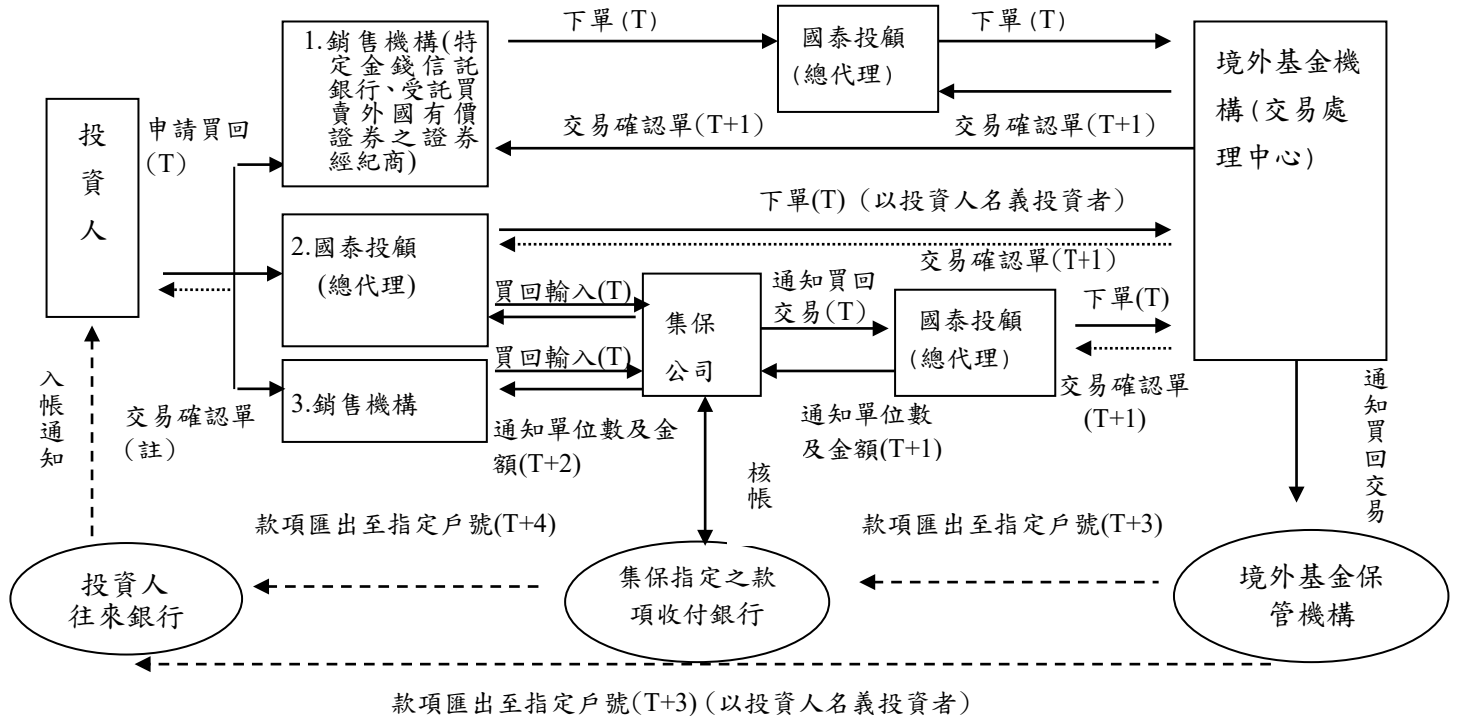 下單(T)
下單(T)
1.銷售機構(特
定金錢信託
銀行、受託買
賣外國有價
證券之證券
經紀商)
國泰投顧
(總代理)
境外基金機
構(交易處
理中心)
投
資
人
申請買回
(T)
交易確認單(T+1)
交易確認單(T+1)
下單(T)(以投資人名義投資者)
2.國泰投顧
(總代理)
交易確認單(T+1)
買回輸入(T)
集保
公司
通知買回
交易(T)
國泰投顧
(總代理)
下單(T)
買回輸入(T)
3.銷售機構
入
帳
通
知
交易確認單
(註)
通知單位數及金
額(T+2)
通知單位數
及金額(T+1)
交易確認單
(T+1)
通
知
買
回
交
易
核
帳
款項匯出至指定戶號(T+4)
款項匯出至指定戶號(T+3)
投資人
往來銀行
集保指定之款
項收付銀行
境外基金保
管機構
款項匯出至指定戶號(T+3)(以投資人名義投資者)